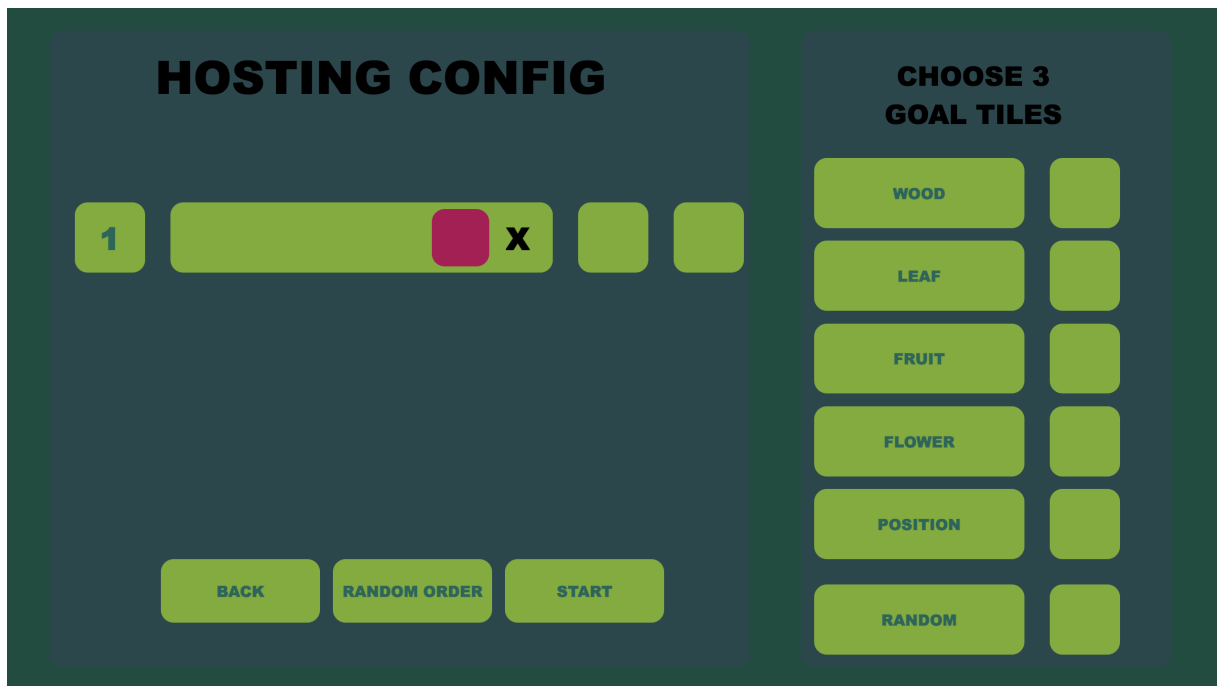 HOSTING CONFIG
1
X
BACK
RANDOM ORDER
START
CHOOSE 3
GOAL TILES
WOOD
LEAF
FRUIT
FLOWER
POSITION
RANDOM